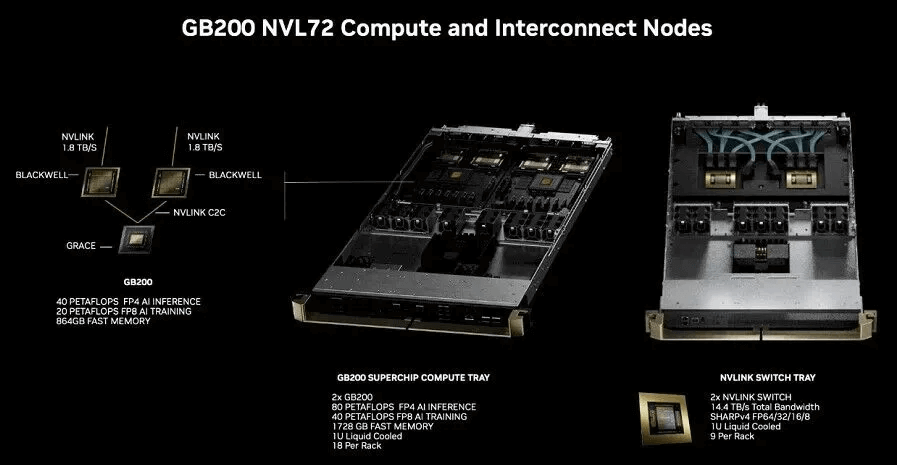 GB200 NVL72 Compute and Interconnect Nodes
NVLINK
1.8 TB/S
NVLINK
1.8 TB/S
BLACKWELL
BLACKWELL
NVLINK C2C
GRACE
GB200
40 PETAFLOPS FP4 AI INFERENCE
20 PETAFLOPS FP8 AI TRAINING
864GB FAST MEMORY
GB200 SUPERCHIP COMPUTE TRAY
2x GB200
80 PETAFLOPS FP4 AI INFERENCE
40 PETAFLOPS FP8 AI TRAINING
1728 GB FAST MEMORY
1U Liquid Cooled
18 Per Rack
NVLINK SWITCH TRAY
2x NVLINK SWITCH
14.4 TB/s Total Bandwidth
SHARPv4 FP64/32/16/8
1U Liquid Cooled
9 Per Rack